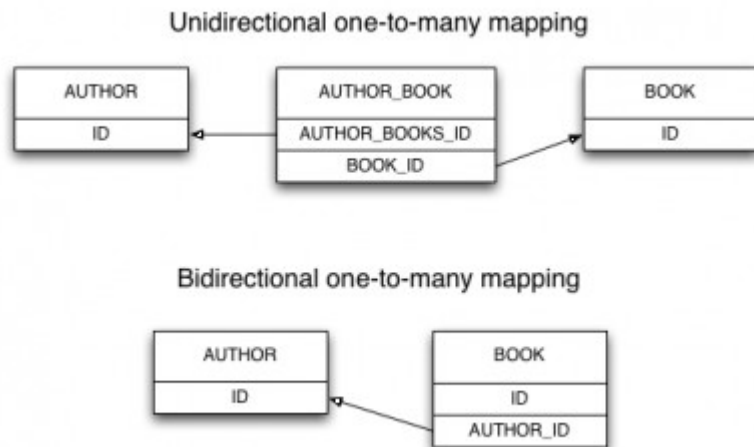 Unidirectional one-to-many mapping
AUTHOR
ID
AUTHOR_BOOK
AUTHOR_BOOKS_ID
BOOK_ID
BOOK
ID
Bidirectional one-to-many mapping
AUTHOR
ID
BOOK
ID
AUTHOR_ID